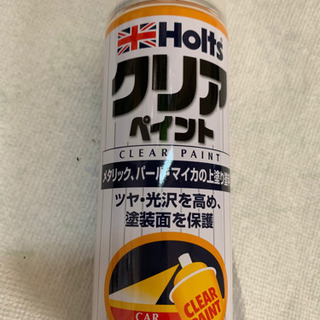 Holts
クリア
ペイント
CLEAR PAINT
メタリック、パール・マイカの上塗り
ツヤ・光沢を高め、
塗装面を保護
CLEAR
PAINT
CAR